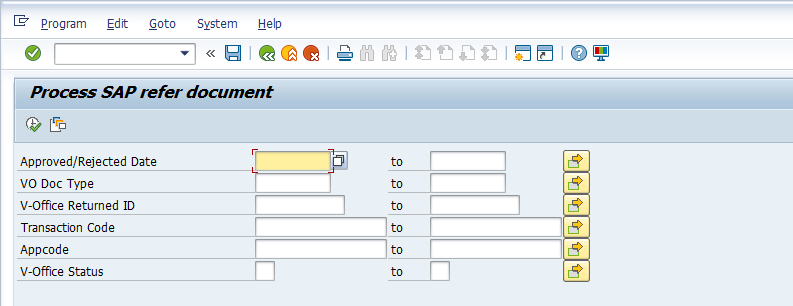 Program Edit Goto System Help
Process SAP refer document
Approved/Rejected Date to
VO Doc Type to
V-Office Returned ID to
Transaction Code to
Appcode to
V-Office Status to